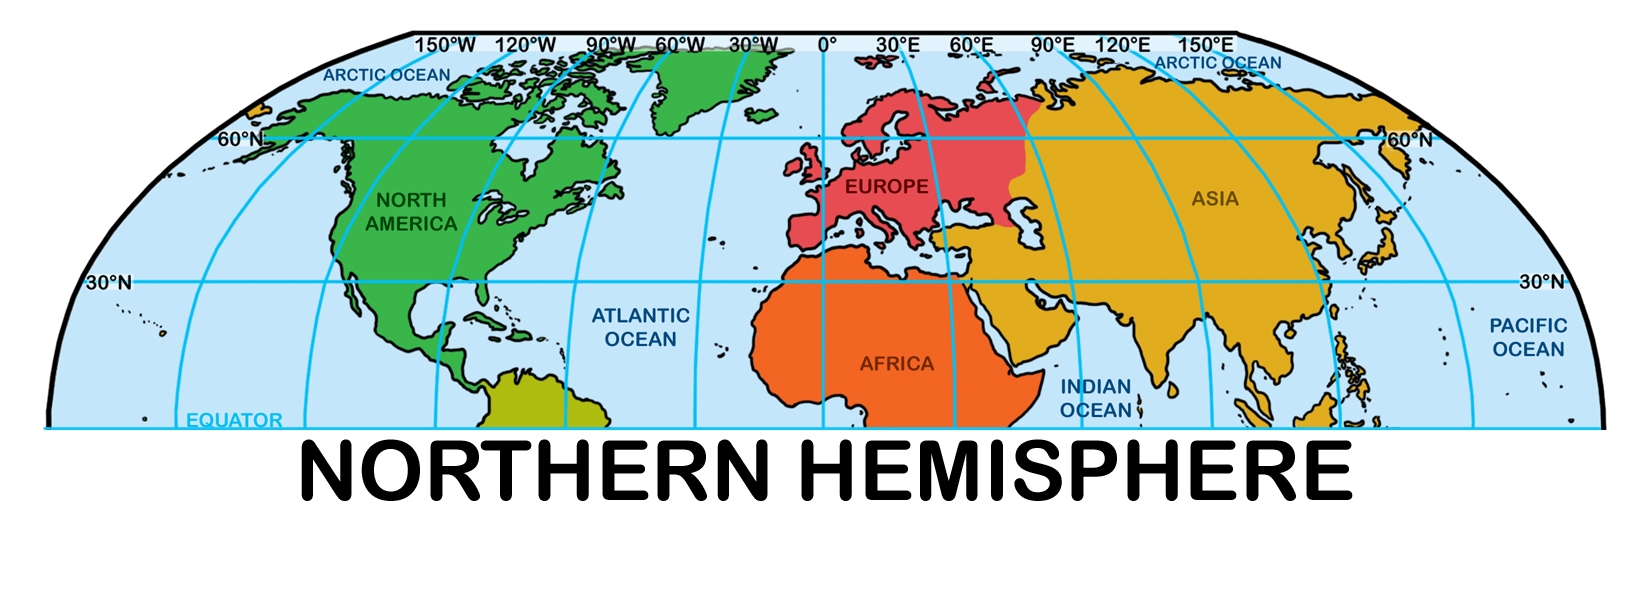 150°W 120°W 90°W 60°W 30°W 0° 30°E 60°E 90°E 120°E 150°E
ARCTIC OCEAN
ARCTIC OCEAN
60°N
60°N
EUROPE
NORTH
AMERICA
ASIA
30°N
30°N
ATLANTIC
OCEAN
PACIFIC
OCEAN
AFRICA
INDIAN
OCEAN
EQUATOR
NORTHERN HEMISPHERE